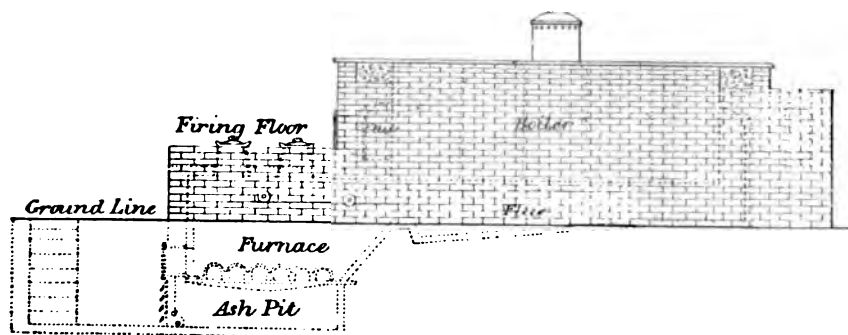 Firing Floor
Boiler
Ground Line
Flue
Furnace
Ash Pit